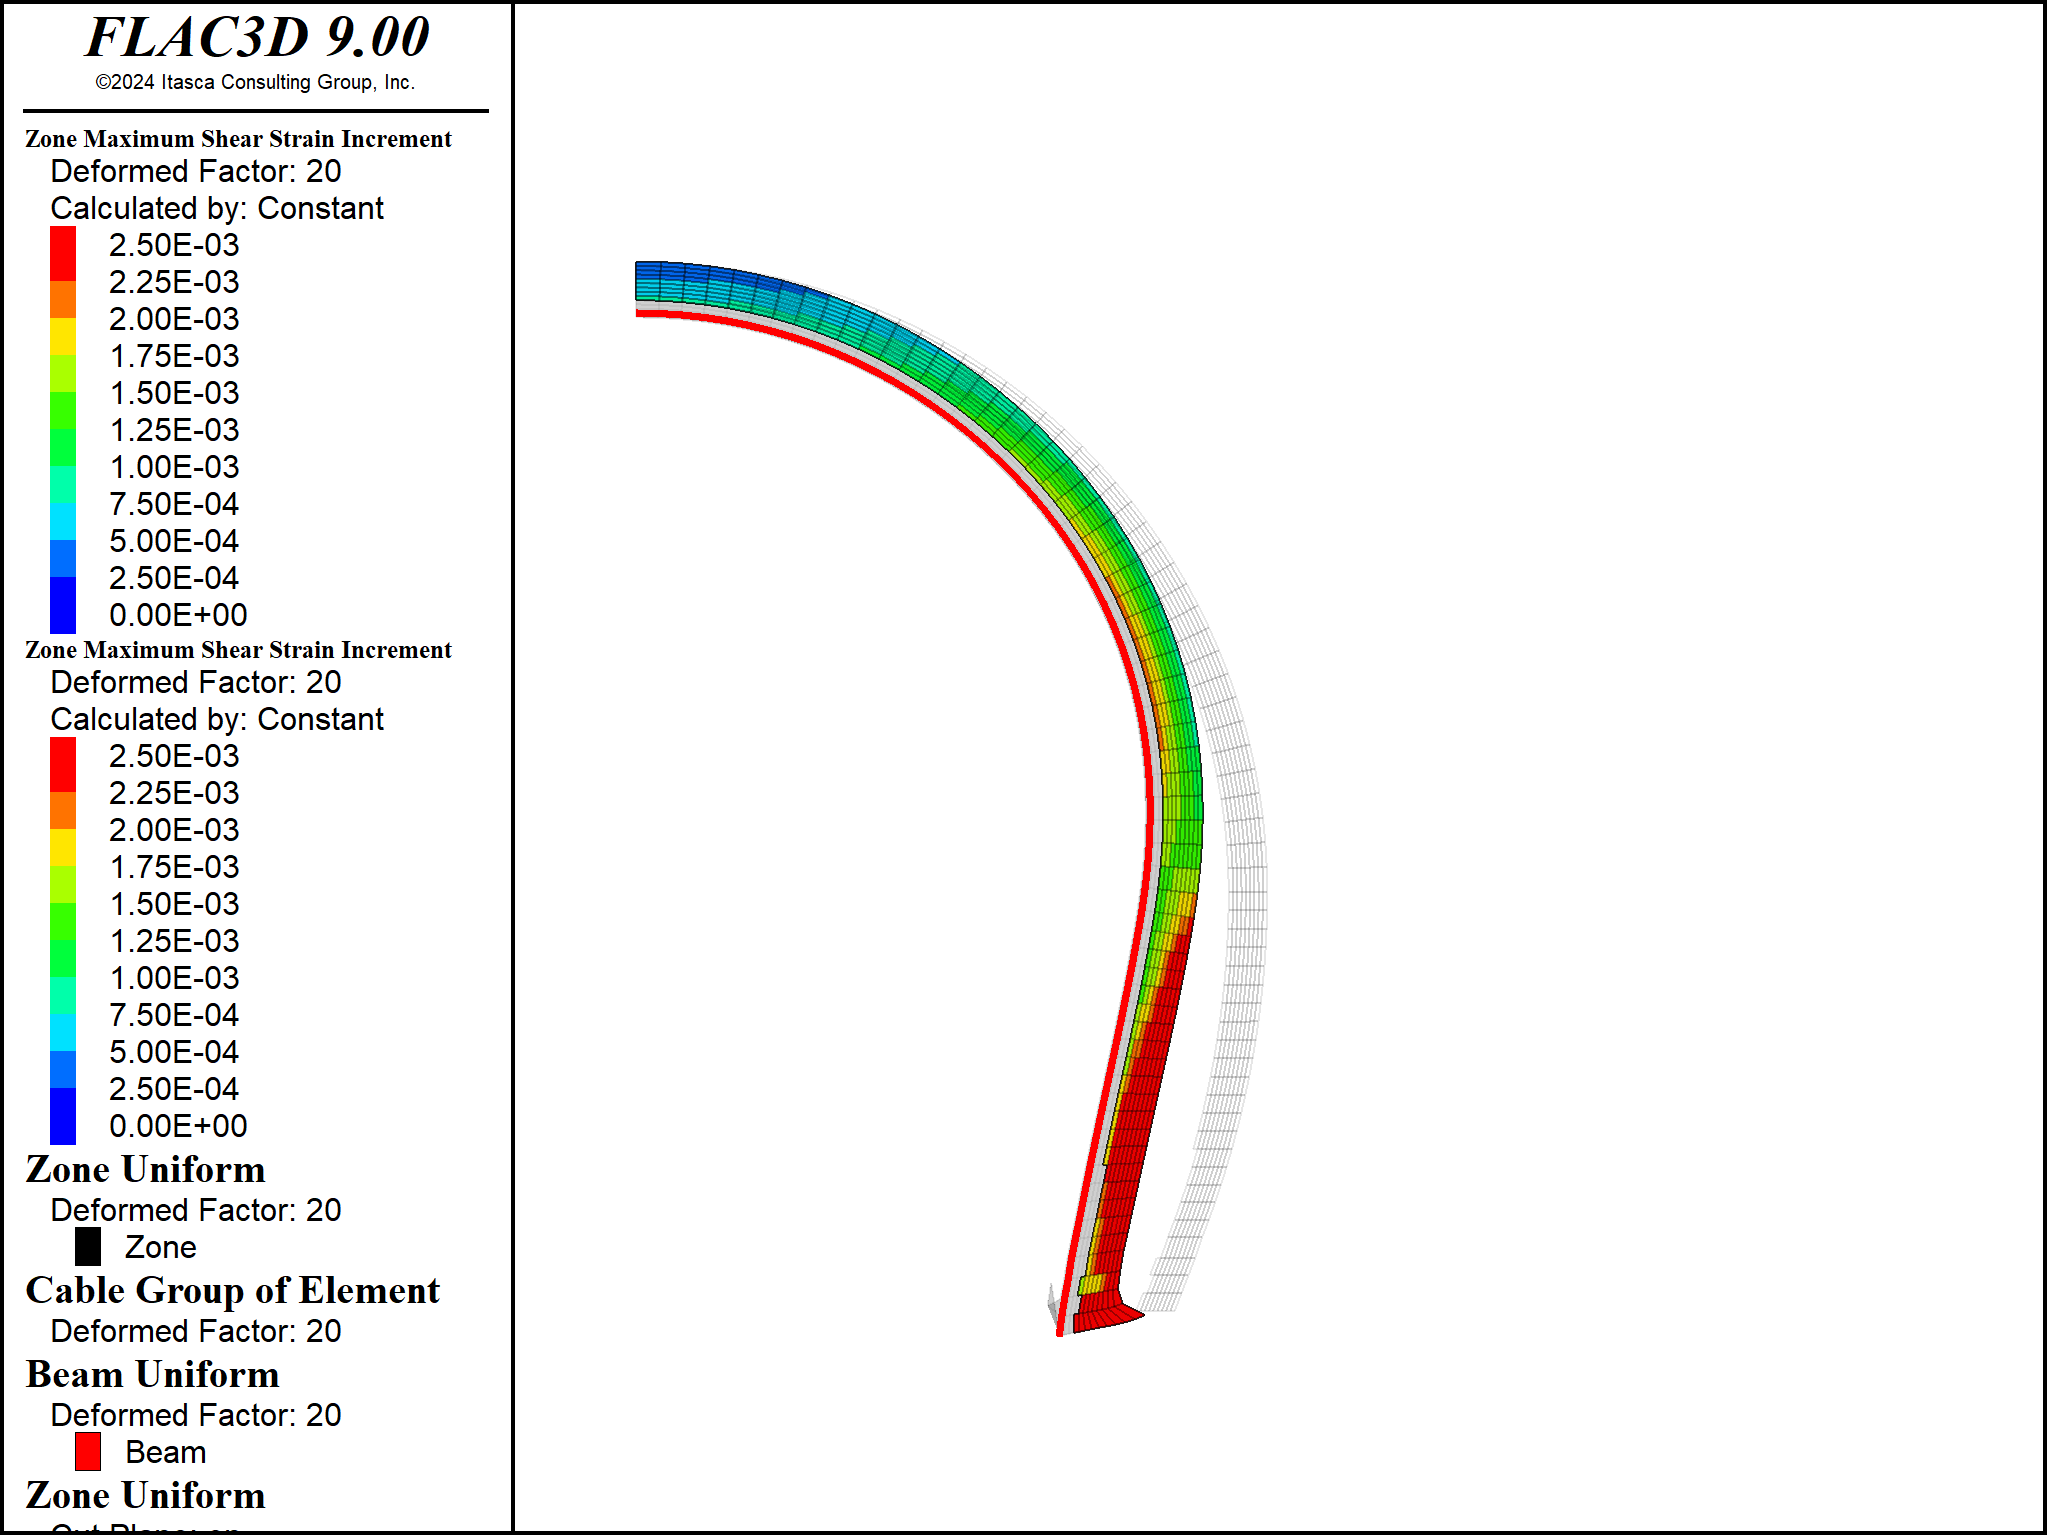 FLAC3D 9.00
©2024 Itasca Consulting Group, Inc.
Zone Maximum Shear Strain Increment
Deformed Factor: 20
Calculated by: Constant
2.50E-03
2.25E-03
2.00E-03
1.75E-03
1.50E-03
1.25E-03
1.00E-03
7.50E-04
5.00E-04
2.50E-04
0.00E+00
Zone Maximum Shear Strain Increment
Deformed Factor: 20
Calculated by: Constant
2.50E-03
2.25E-03
2.00E-03
1.75E-03
1.50E-03
1.25E-03
1.00E-03
7.50E-04
5.00E-04
2.50E-04
0.00E+00
Zone Uniform
Deformed Factor: 20
Zone
Cable Group of Element
Deformed Factor: 20
Beam Uniform
Deformed Factor: 20
Beam
Zone Uniform